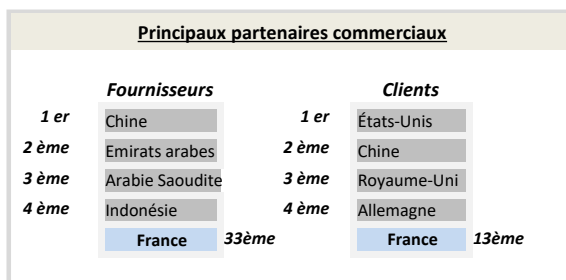 Principaux partenaires commerciaux
Fournisseurs Clients
1 er Chine 1 er États-Unis
2 ème Emirats arabes 2 ème Chine
3 ème Arabie Saoudite 3 ème Royaume-Uni
4 ème Indonésie 4 ème Allemagne
France 33ème France 13ème